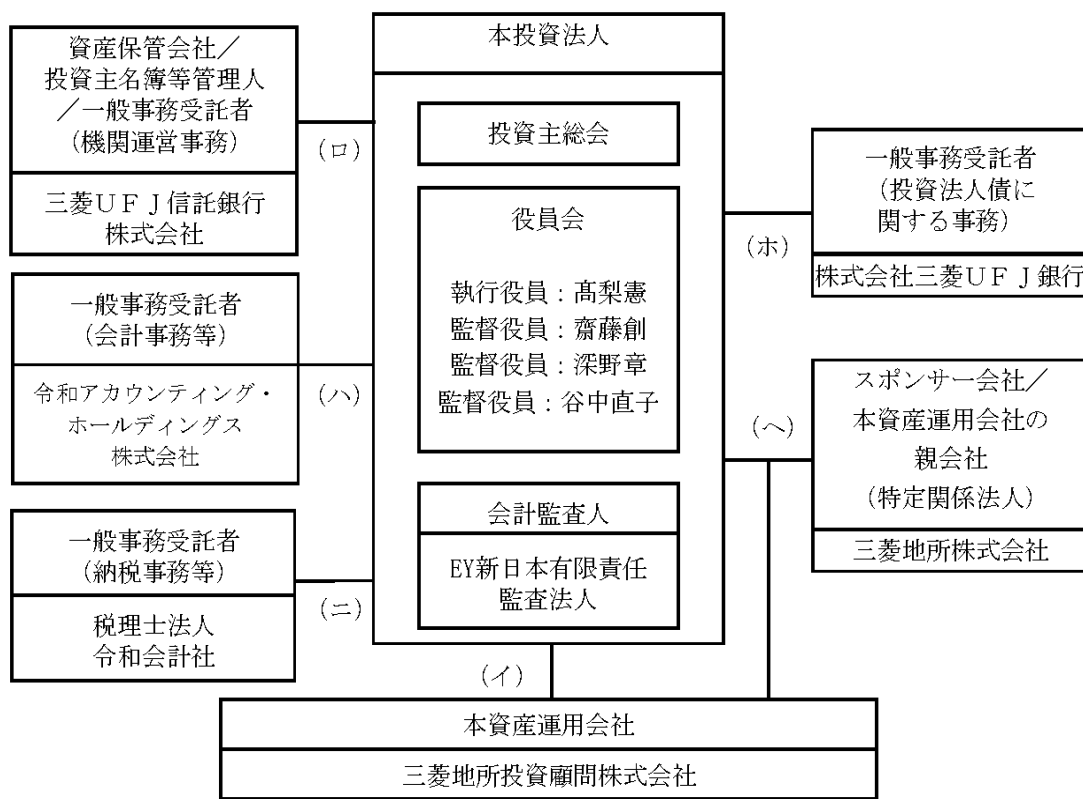 資産保管会社／
投資主名簿等管理人
／一般事務受託者
（機関運営事務）
三菱ＵＦＪ信託銀行
株式会社
（ロ）
一般事務受託者
（会計事務等）
令和アカウンティング・
ホールディングス
株式会社
（ハ）
一般事務受託者
（納税事務等）
税理士法人
令和会計社
（ニ）
本投資法人
投資主総会
役員会
執行役員：髙梨憲
監督役員：齋藤創
監督役員：深野章
監督役員：谷中直子
会計監査人
EY新日本有限責任
監査法人
（ホ）
一般事務受託者
（投資法人債に
関する事務）
株式会社三菱ＵＦＪ銀行
（ヘ）
スポンサー会社／
本資産運用会社の
親会社
（特定関係法人）
三菱地所株式会社
（イ）
本資産運用会社
三菱地所投資顧問株式会社